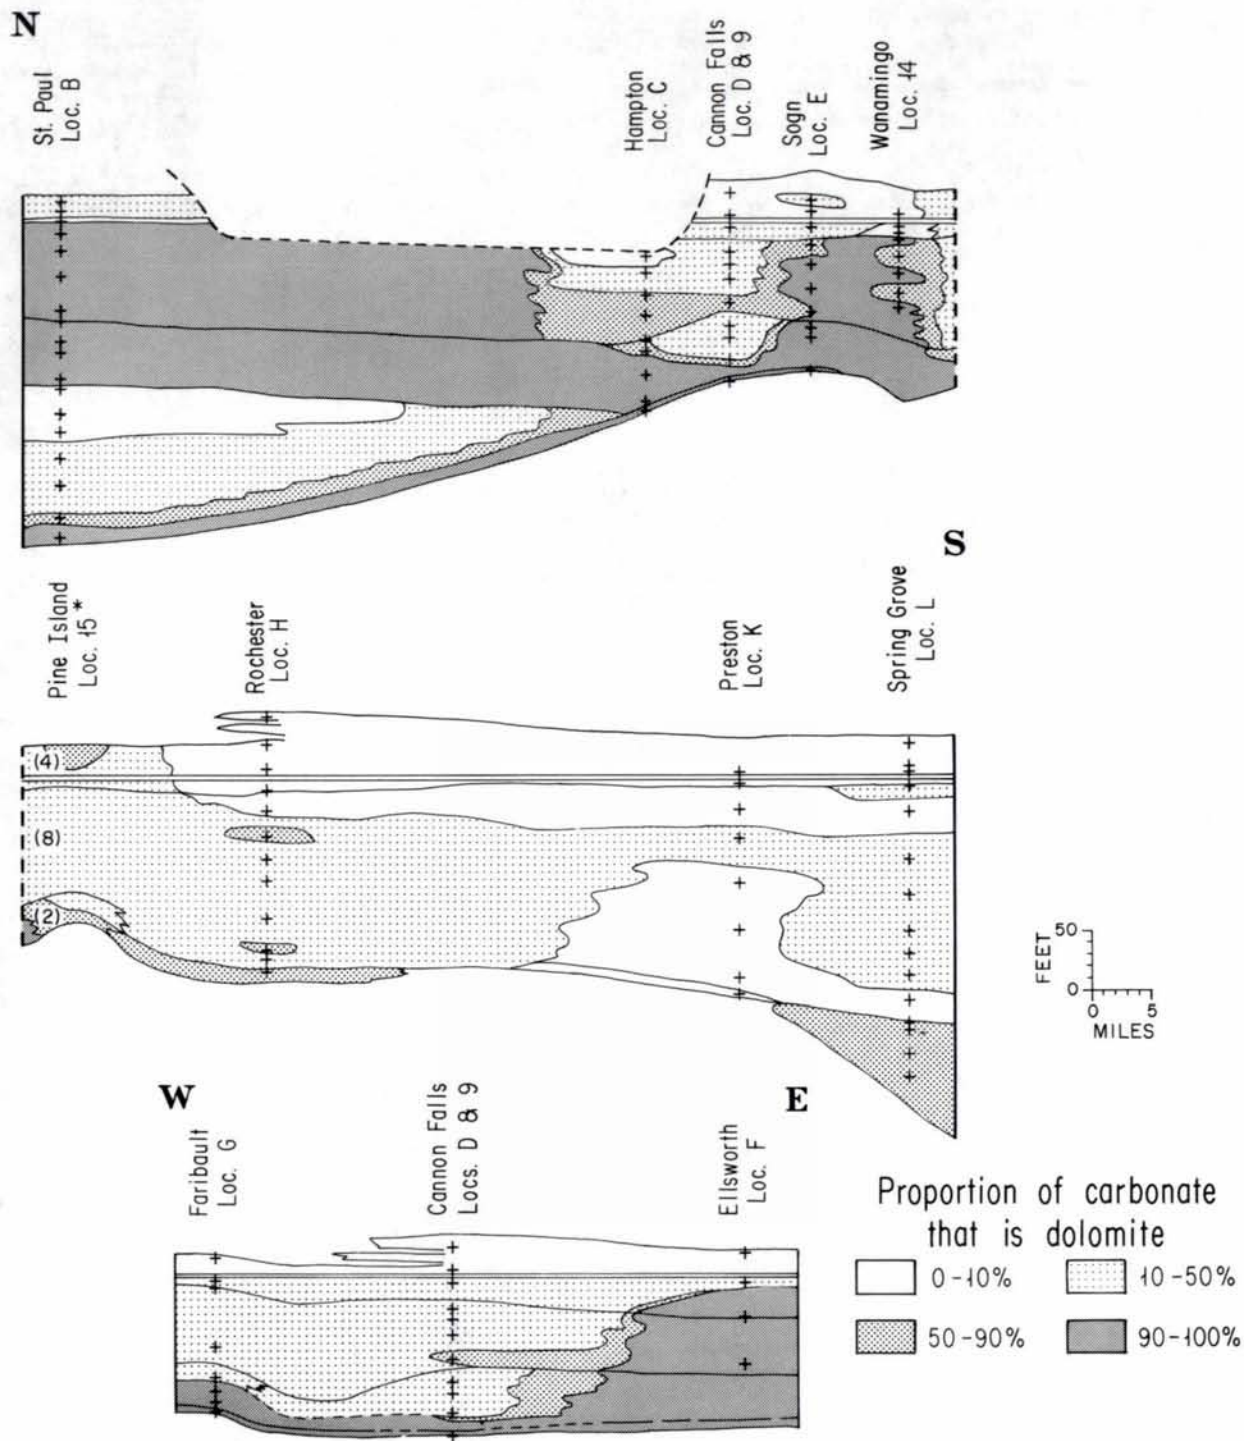 N
St. Paul
Loc. B
Hampton
Loc. C
Cannon Falls
Loc. D & 9
Sogn
Loc. E
Wanamingo
Loc. 14
S
Pine Island
Loc. 15*
Rochester
Loc. H
Preston
Loc. K
Spring Grove
Loc. L
(4)
(8)
(2)
FEET
50
0
0 5
MILES
W
E
Faribault
Loc. G
Cannon Falls
Locs. D & 9
Ellsworth
Loc. F
Proportion of carbonate
that is dolomite
0-10%
10-50%
50-90%
90-100%